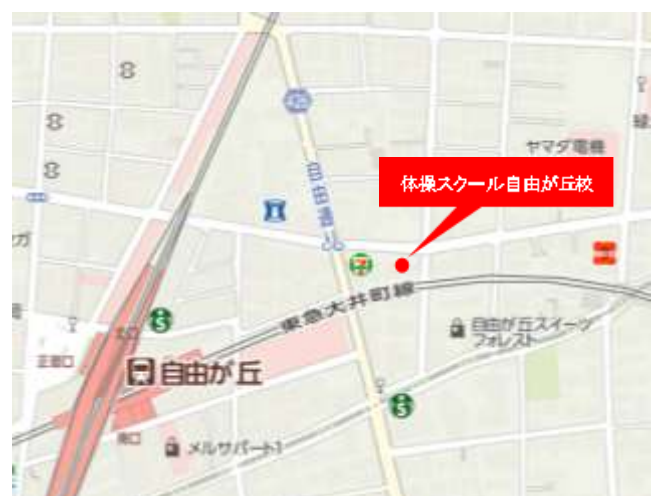 426
ヤマダ電機
体操スクール自由が丘校
自由通り
東急大井町線
自由が丘スイーツ
フォレスト
正面口
自由が丘
南口
メルサパート1